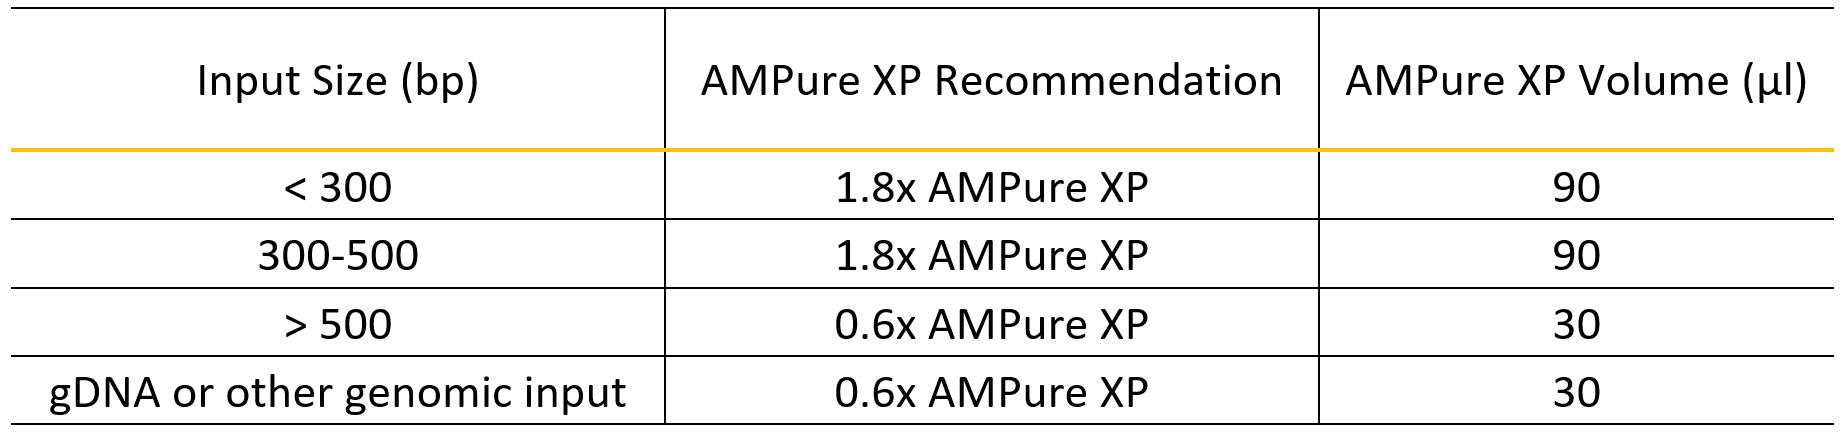 Input Size (bp) AMPure XP Recommendation AMPure XP Volume (µl)
< 300 1.8x AMPure XP 90
300-500 1.8x AMPure XP 90
> 500 0.6x AMPure XP 30
gDNA or other genomic input 0.6x AMPure XP 30